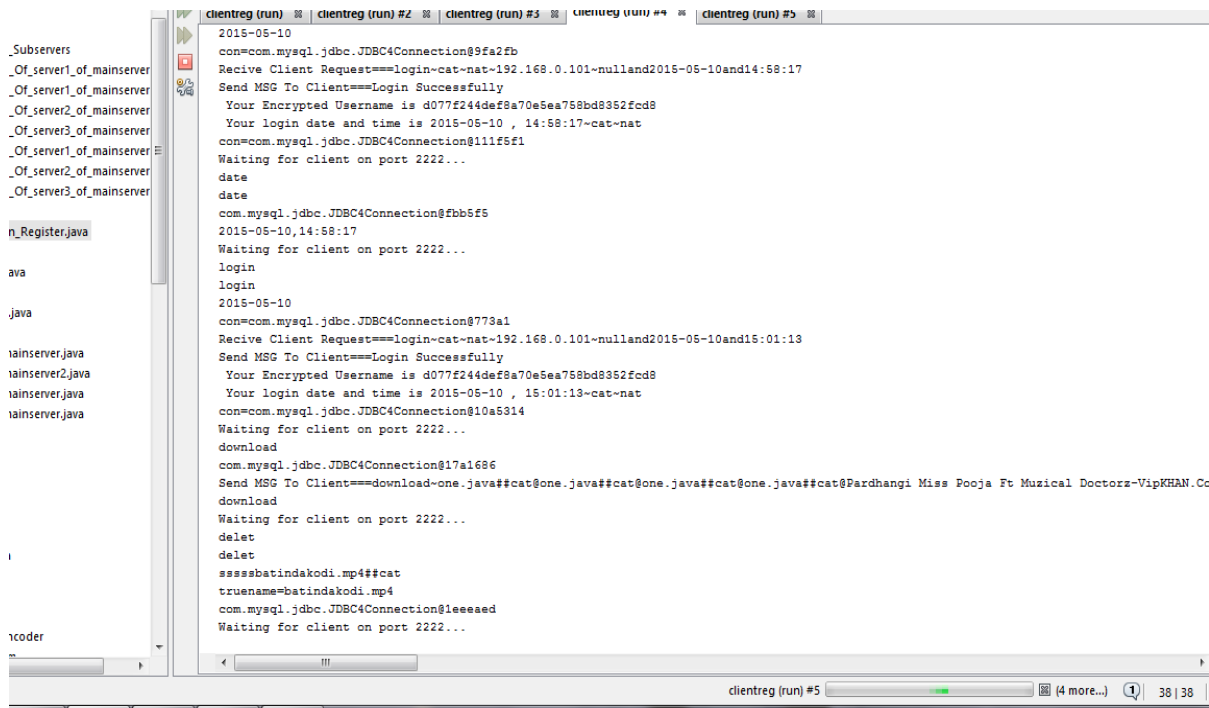 clientreg (run) clientreg (run) #2 clientreg (run) #3 clientreg (run) #4 clientreg (run) #5
_Subservers
_Of_server1_of_mainserver
_Of_server1_of_mainserver
_Of_server2_of_mainserver
_Of_server3_of_mainserver
_Of_server1_of_mainserver
_Of_server2_of_mainserver
_Of_server3_of_mainserver
n_Register.java
ava
.java
nainserver.java
nainserver2.java
nainserver.java
nainserver.java
ncoder
2015-05-10
con=com.mysql.jdbc.JDBC4Connection@9fa2fb
Recive Client Request===login~cat~nat~192.168.0.101~nulland2015-05-10and14:58:17
Send MSG To Client===Login Successfully
Your Encrypted Username is d077f244def8a70e5ea758bd8352fcd8
Your login date and time is 2015-05-10 , 14:58:17~cat~nat
con=com.mysql.jdbc.JDBC4Connection@111f5f1
Waiting for client on port 2222...
date
date
com.mysql.jdbc.JDBC4Connection@fbb5f5
2015-05-10,14:58:17
Waiting for client on port 2222...
login
login
2015-05-10
con=com.mysql.jdbc.JDBC4Connection@773a1
Recive Client Request===login~cat~nat~192.168.0.101~nulland2015-05-10and15:01:13
Send MSG To Client===Login Successfully
Your Encrypted Username is d077f244def8a70e5ea758bd8352fcd8
Your login date and time is 2015-05-10 , 15:01:13~cat~nat
con=com.mysql.jdbc.JDBC4Connection@10a5314
Waiting for client on port 2222...
download
com.mysql.jdbc.JDBC4Connection@17a1686
Send MSG To Client===download~one.java##cat@one.java##cat@one.java##cat@one.java##cat@Pardhangi Miss Pooja Ft Muzical Doctorz-VipKHAN.Co
download
Waiting for client on port 2222...
delet
delet
sssssbatindakodi.mp4##cat
truename=batindakodi.mp4
com.mysql.jdbc.JDBC4Connection@1eeeaed
Waiting for client on port 2222...
clientreg (run) #5 (4 more...) 1 38 | 38